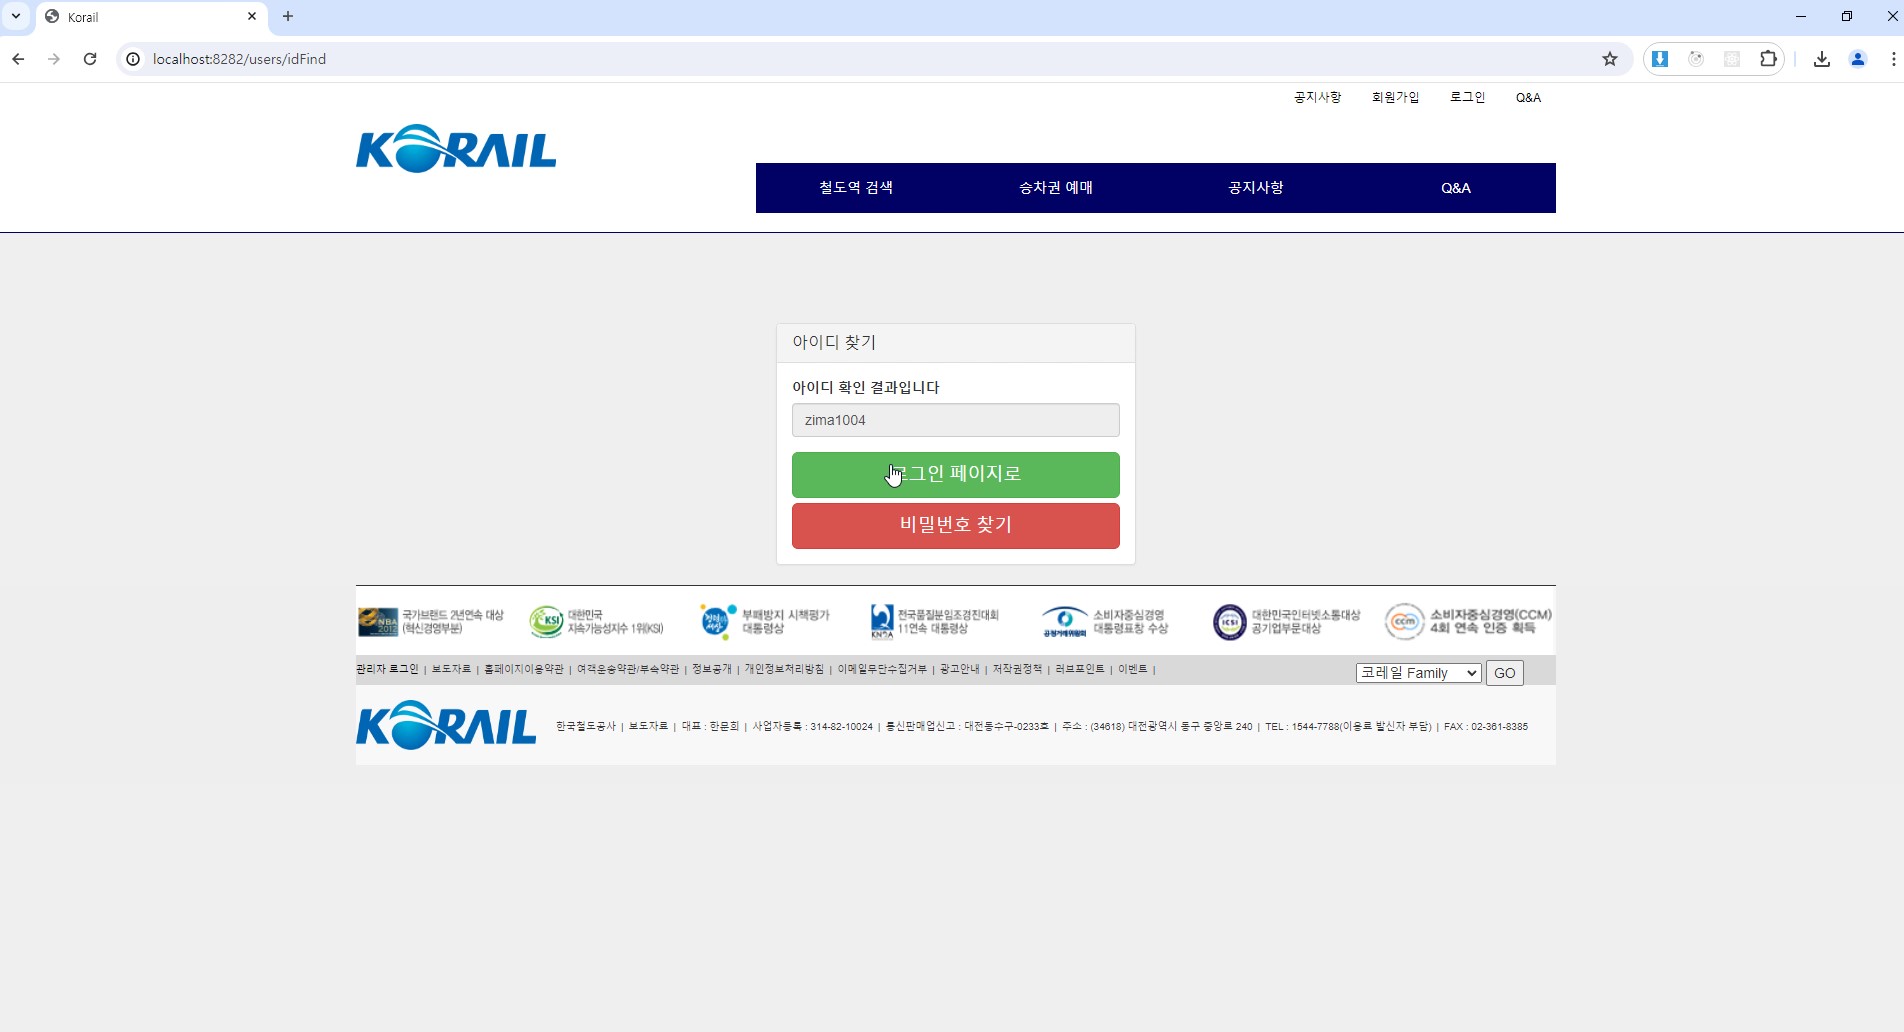 Korail
localhost:8282/users/idFind
공지사항 회원가입 로그인 Q&A
KORAIL
철도역 검색 승차권 예매 공지사항 Q&A
아이디 찾기
아이디 확인 결과입니다
zima1004
로그인 페이지로
비밀번호 찾기
국가브랜드 2년연속 대상
(혁신경영부분)
KSI 대한민국
지속가능성지수 1위(KSI)
부패방지 시책평가
대통령상
전국품질분임조경진대회
11연속 대통령상
공정거래위원회
소비자중심경영
대통령표창 수상
ICSI
대한민국인터넷소통대상
공기업부문대상
ccm
소비자중심경영(CCM)
4회 연속 인증 획득
관리자 로그인 | 보도자료 | 홈페이지이용약관 | 여객운송약관/부속약관 | 정보공개 | 개인정보처리방침 | 이메일무단수집거부 | 광고안내 | 저작권정책 | 러브포인트 | 이벤트 |
코레일 Family GO
KORAIL
한국철도공사 | 보도자료 | 대표 : 한문희 | 사업자등록 : 314-82-10024 | 통신판매업신고 : 대전동수구-0233호 | 주소 : (34618) 대전광역시 동구 중앙로 240 | TEL : 1544-7788(이용료 발신자 부담) | FAX : 02-361-8385